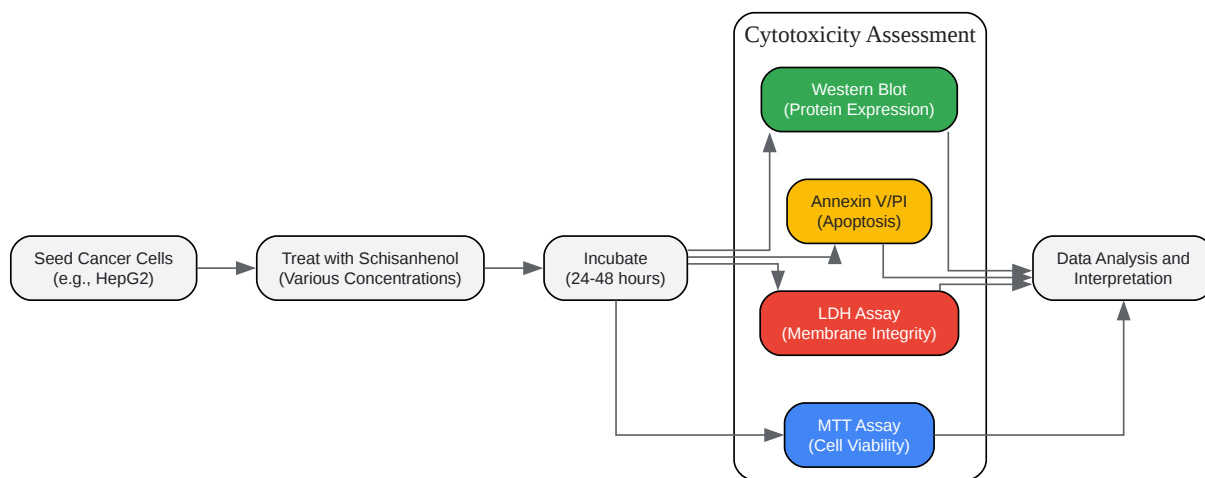 Cytotoxicity Assessment
Western Blot
(Protein Expression)
Annexin V/PI
(Apoptosis)
Seed Cancer Cells
(e.g., HepG2)
Treat with Schisanhenol
(Various Concentrations)
Incubate
(24-48 hours)
Data Analysis and
Interpretation
LDH Assay
(Membrane Integrity)
MTT Assay
(Cell Viability)